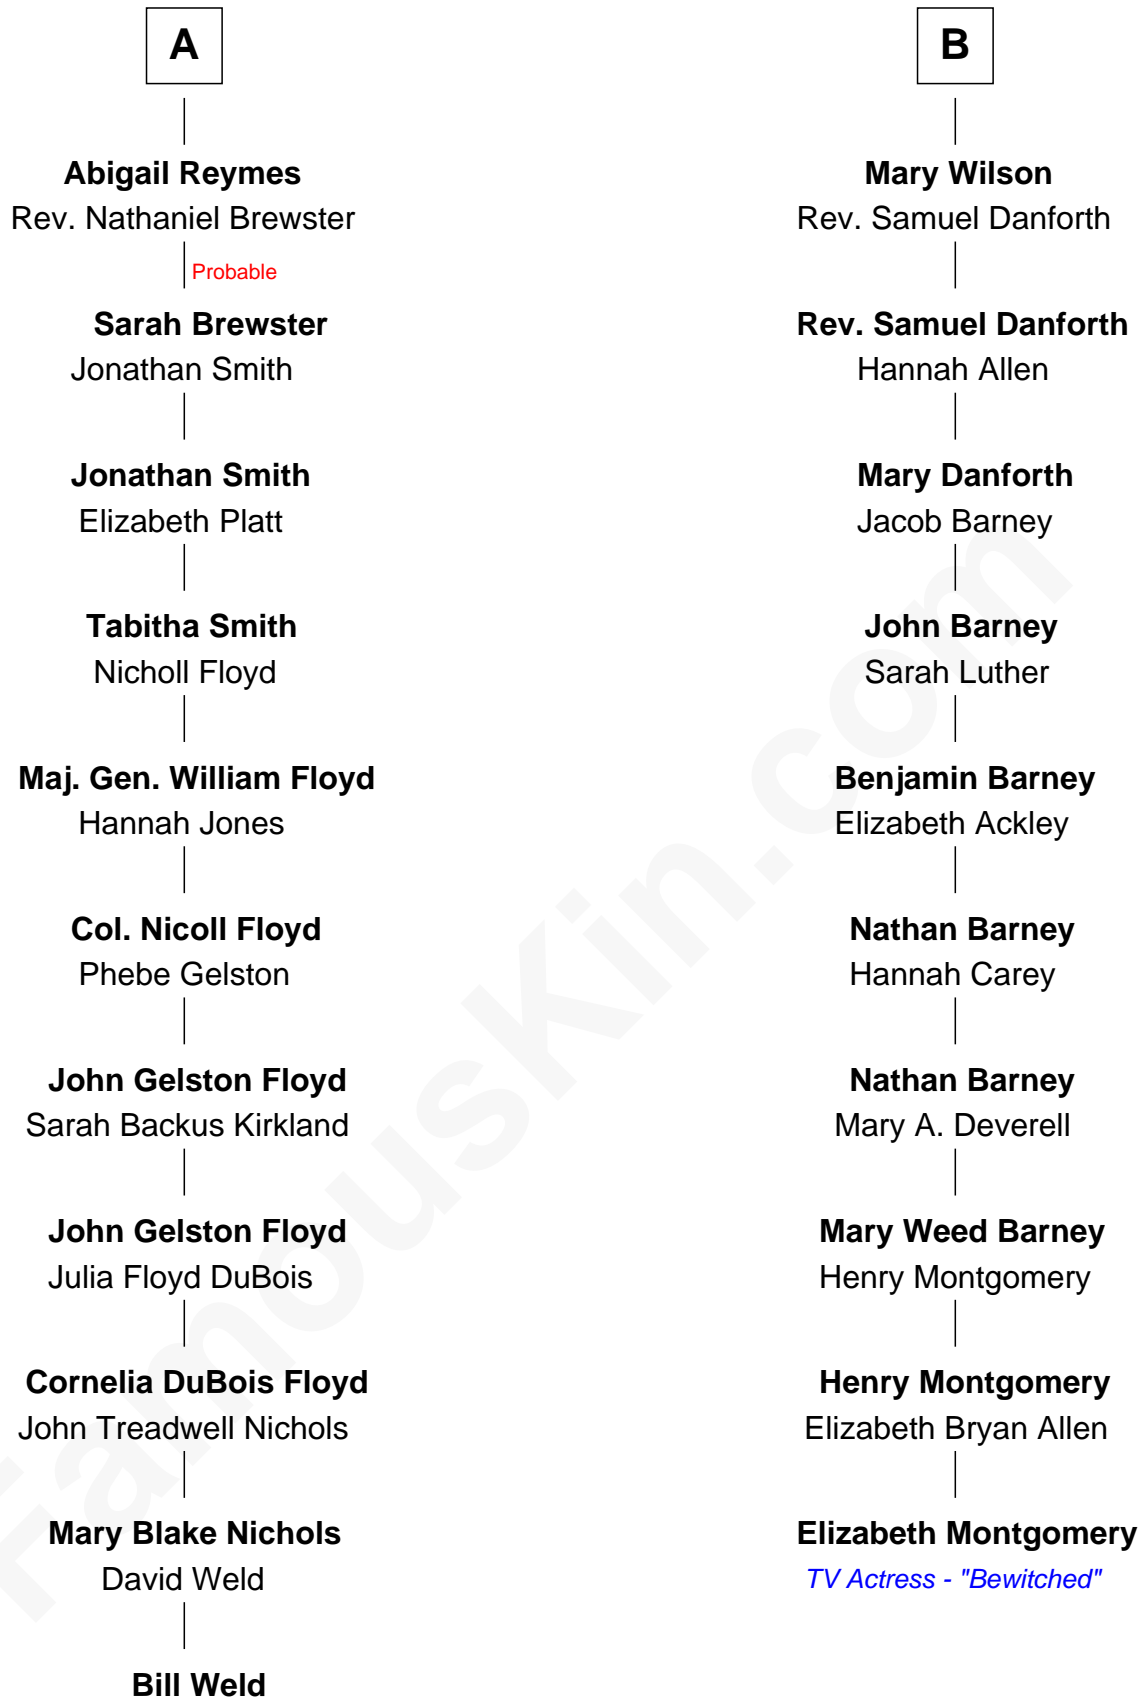 A
Abigail Reymes
Rev. Nathaniel Brewster
Probable
Sarah Brewster
Jonathan Smith
Jonathan Smith
Elizabeth Platt
Tabitha Smith
Nicholl Floyd
Maj. Gen. William Floyd
Hannah Jones
Col. Nicoll Floyd
Phebe Gelston
John Gelston Floyd
Sarah Backus Kirkland
John Gelston Floyd
Julia Floyd DuBois
Cornelia DuBois Floyd
John Treadwell Nichols
Mary Blake Nichols
David Weld
Bill Weld
B
Mary Wilson
Rev. Samuel Danforth
Rev. Samuel Danforth
Hannah Allen
Mary Danforth
Jacob Barney
John Barney
Sarah Luther
Benjamin Barney
Elizabeth Ackley
Nathan Barney
Hannah Carey
Nathan Barney
Mary A. Deverell
Mary Weed Barney
Henry Montgomery
Henry Montgomery
Elizabeth Bryan Allen
Elizabeth Montgomery
TV Actress - "Bewitched"
FamousKin.com